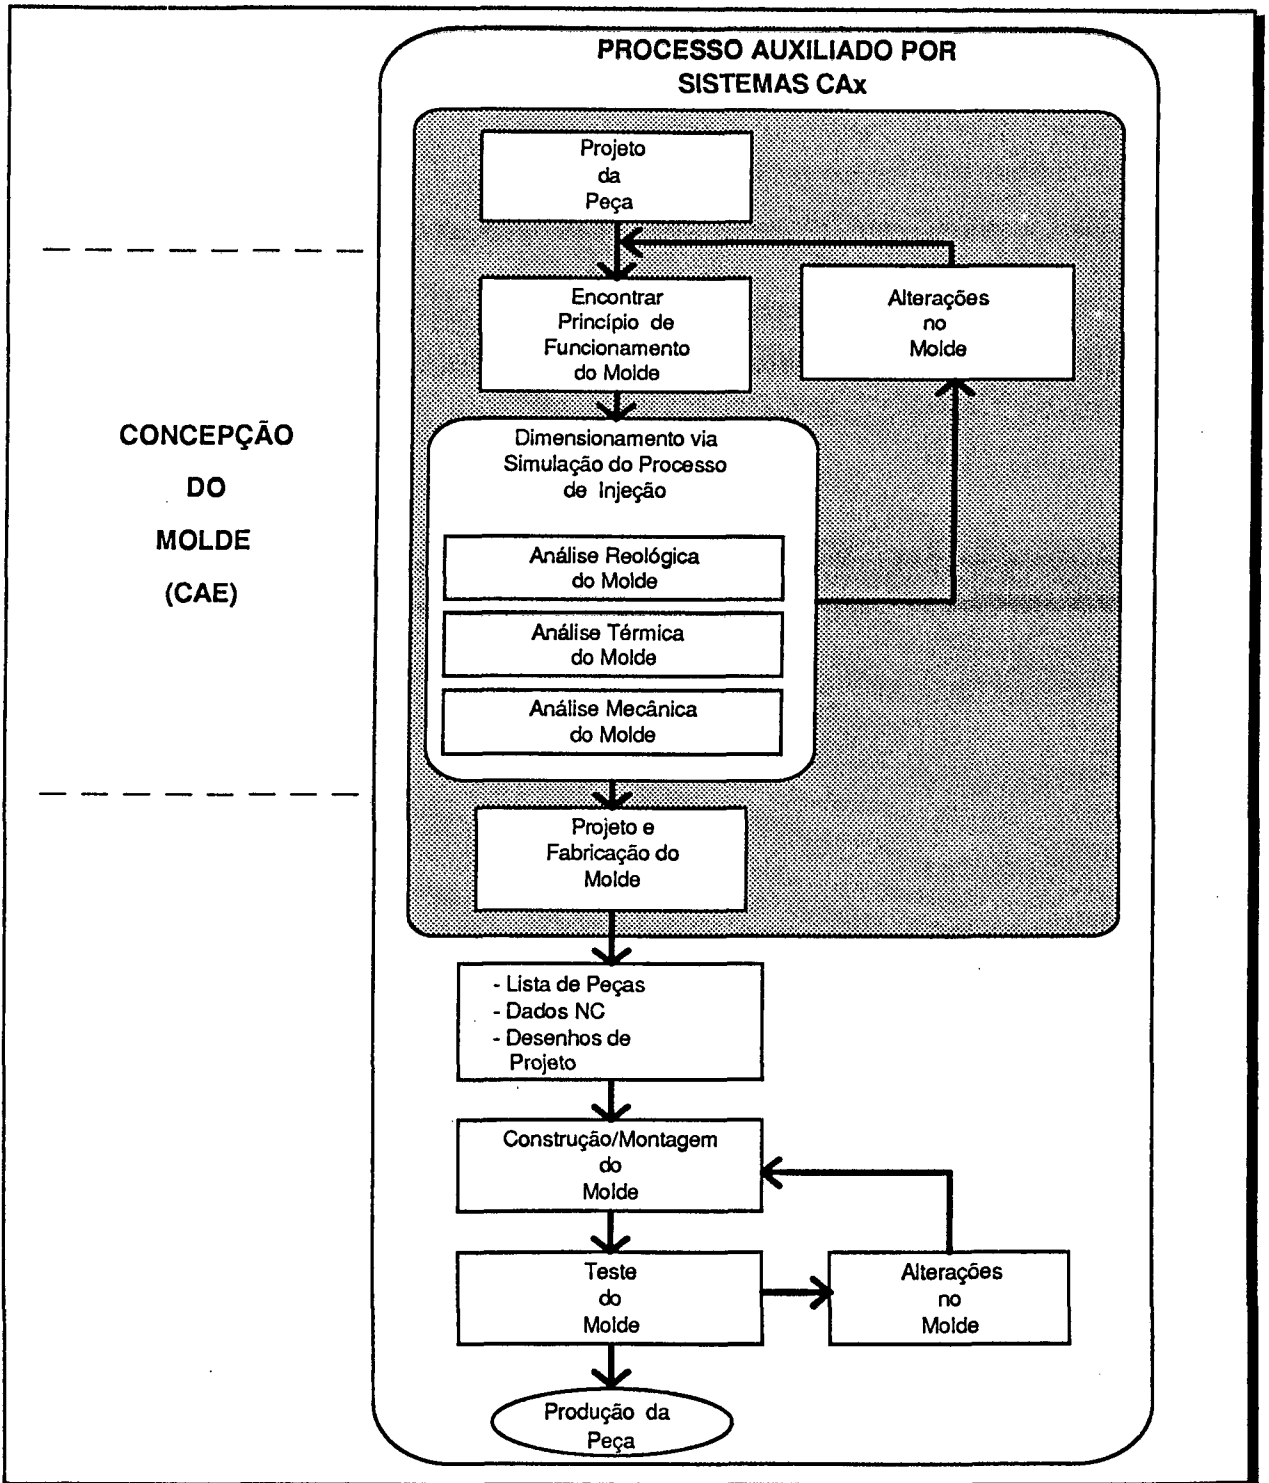 PROCESSO AUXILIADO POR
SISTEMAS CAx
Projeto
da
Peça
Encontrar
Princípio de
Funcionamento
do Molde
Alterações
no
Molde
CONCEPÇÃO
DO
MOLDE
(CAE)
Dimensionamento via
Simulação do Processo
de Injeção
Análise Reológica
do Molde
Análise Térmica
do Molde
Análise Mecânica
do Molde
Projeto e
Fabricação do
Molde
- Lista de Peças
- Dados NC
- Desenhos de
Projeto
Construção/Montagem
do
Molde
Teste
do
Molde
Alterações
no
Molde
Produção da
Peça